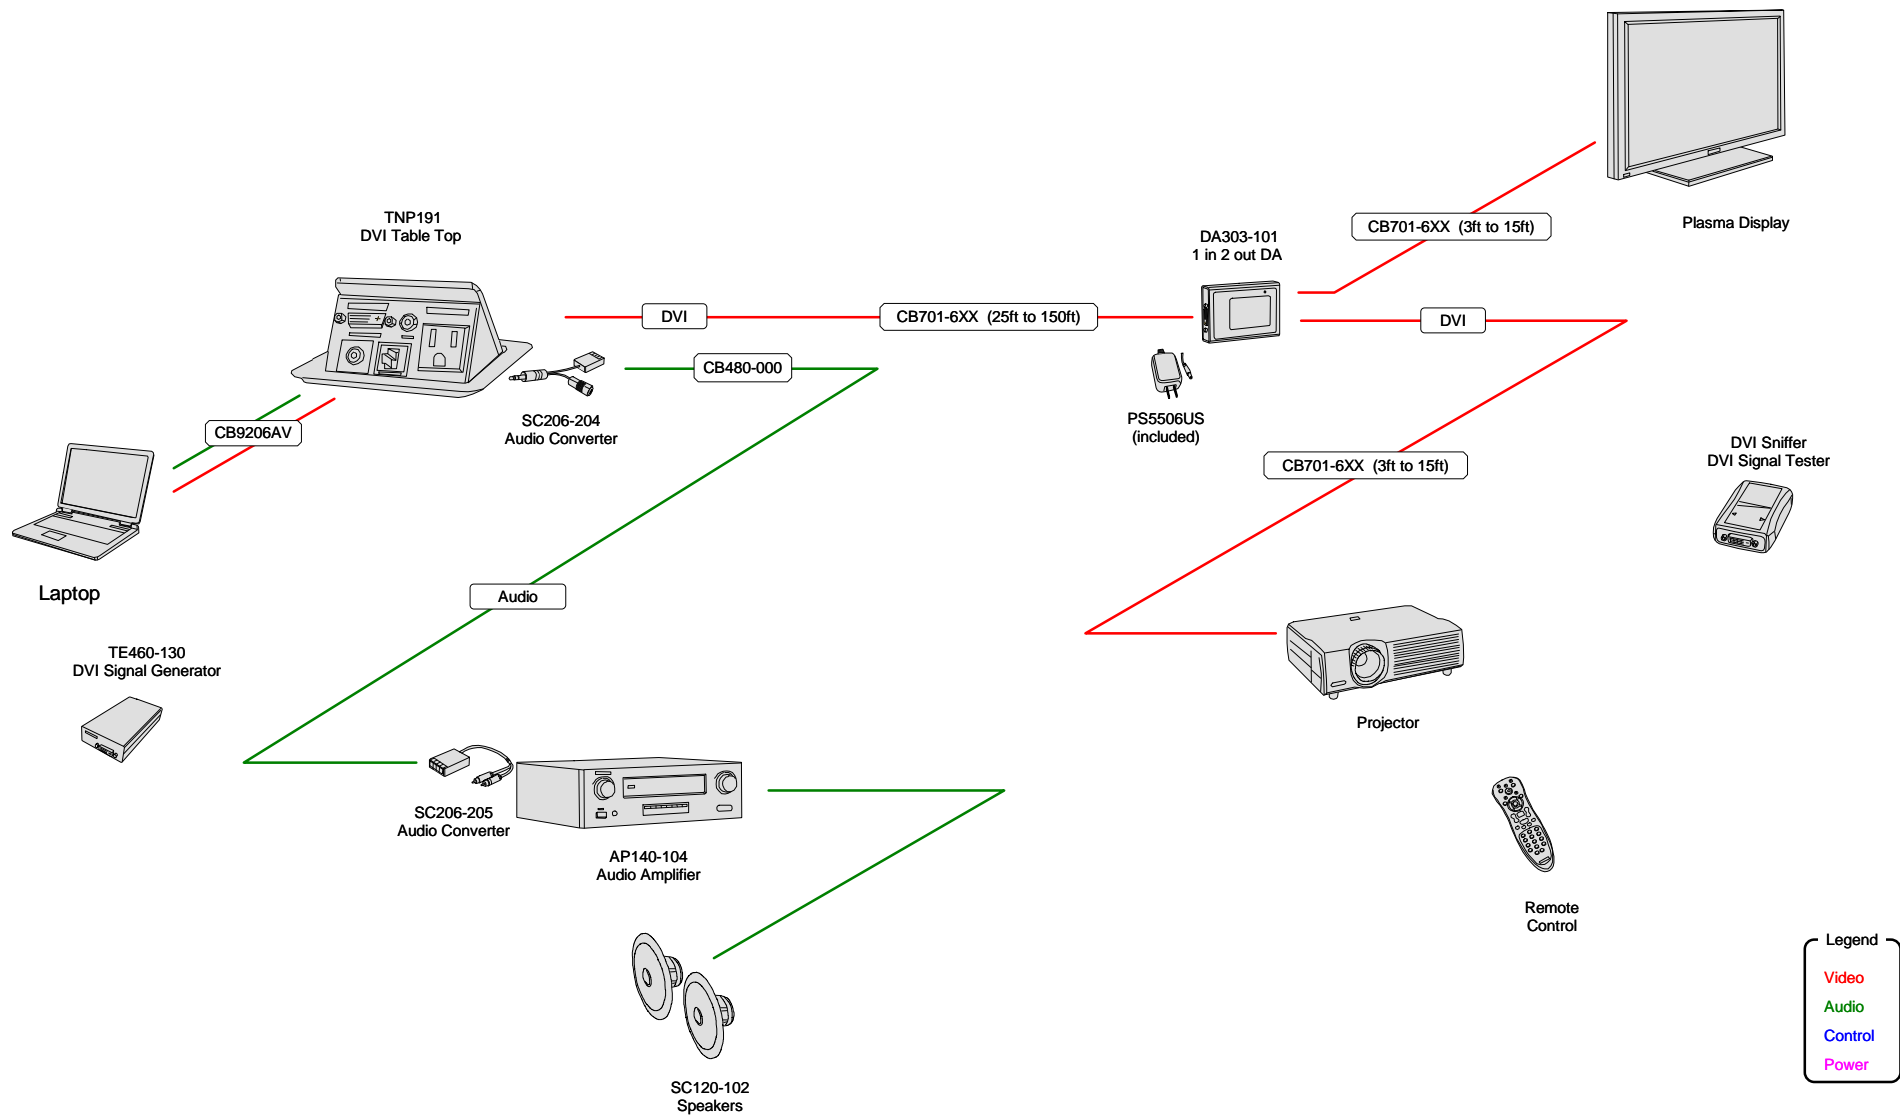 TNP191
DVI Table Top
DVI
CB701-6XX (25ft to 150ft)
DA303-101
1 in 2 out DA
CB701-6XX (3ft to 15ft)
Plasma Display
DVI
CB480-000
SC206-204
Audio Converter
PS5506US
(included)
CB9206AV
CB701-6XX (3ft to 15ft)
DVI Sniffer
DVI Signal Tester
Laptop
Audio
TE460-130
DVI Signal Generator
Projector
SC206-205
Audio Converter
AP140-104
Audio Amplifier
Remote
Control
SC120-102
Speakers
Legend
Video
Audio
Control
Power